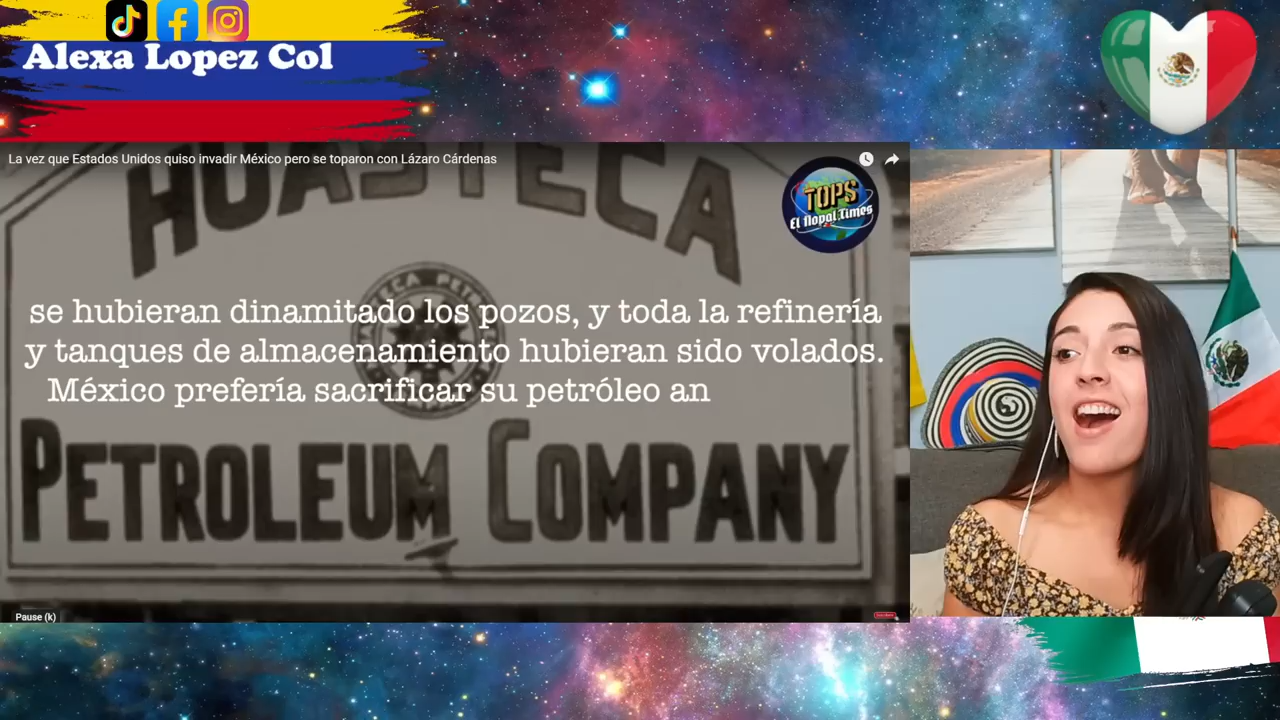 Alexa Lopez Col
La vez que Estados Unidos quiso invadir México pero se toparon con Lázaro Cárdenas
TOPS
El Nopal Times
HUASTECA
se hubieran dinamitado los pozos, y toda la refinería
y tanques de almacenamiento hubieran sido volados.
México prefería sacrificar su petróleo an
PETROLEUM COMPANY
Pause (k)